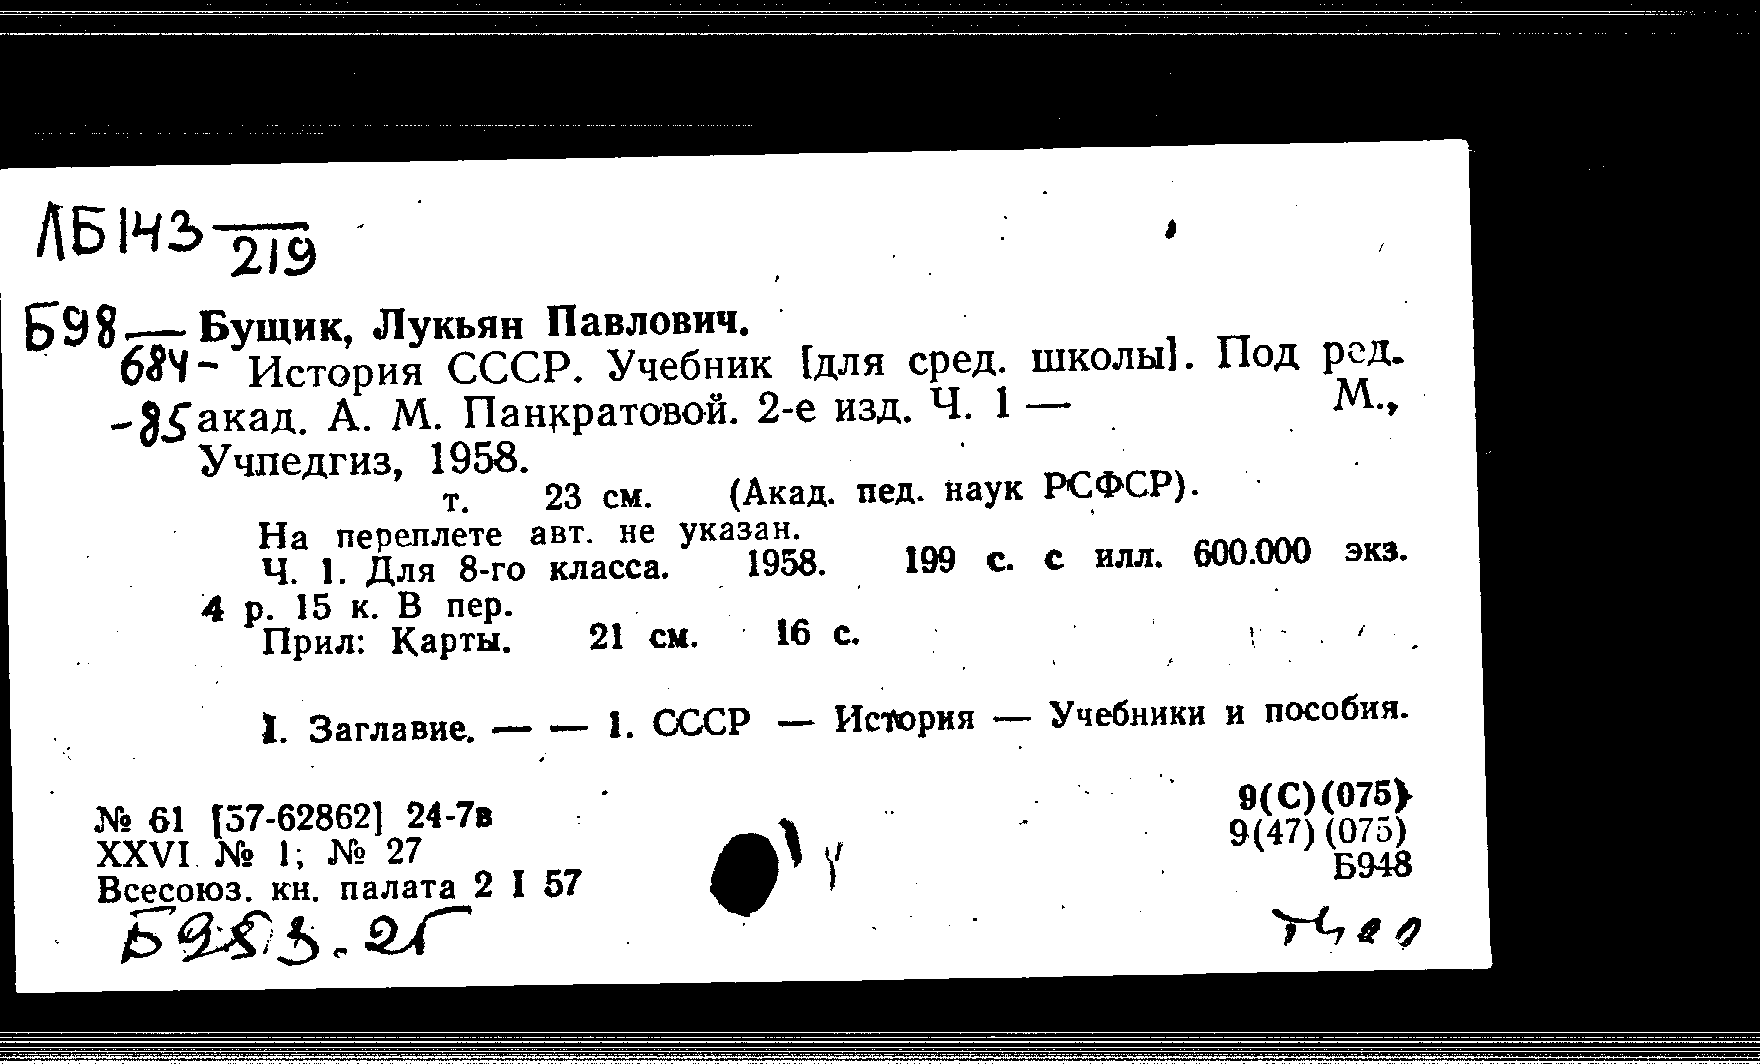 ЛБ143 219
Б98 Бущик, Лукьян Павлович.
684- История СССР. Учебник [для сред. школы]. Под ред.
-85 акад. А. М. Панкратовой. 2-е изд. Ч. 1 — М.,
Учпедгиз, 1958.
т. 23 см. (Акад. пед. наук РСФСР).
На переплете авт. не указан.
Ч. 1. Для 8-го класса. 1958. 199 с. с илл. 600.000 экз.
4 р. 15 к. В пер.
Прил: Карты. 21 см. 16 с.
I. Заглавие. — — 1. СССР — История — Учебники и пособия.
9(С)(075)
№ 61 [57-62862] 24-7в
9(47)(075)
XXVI № 1; № 27
Б948
Всесоюз. кн. палата 2 I 57